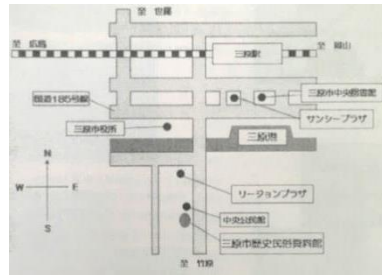 至 世羅
至 広島
三原駅
至 岡山
国道185号線
三原市中央図書館
サンシープラザ
三原市役所
三原港
N
W
E
S
リージョンプラザ
中央公民館
三原市歴史民俗資料館
至 竹原